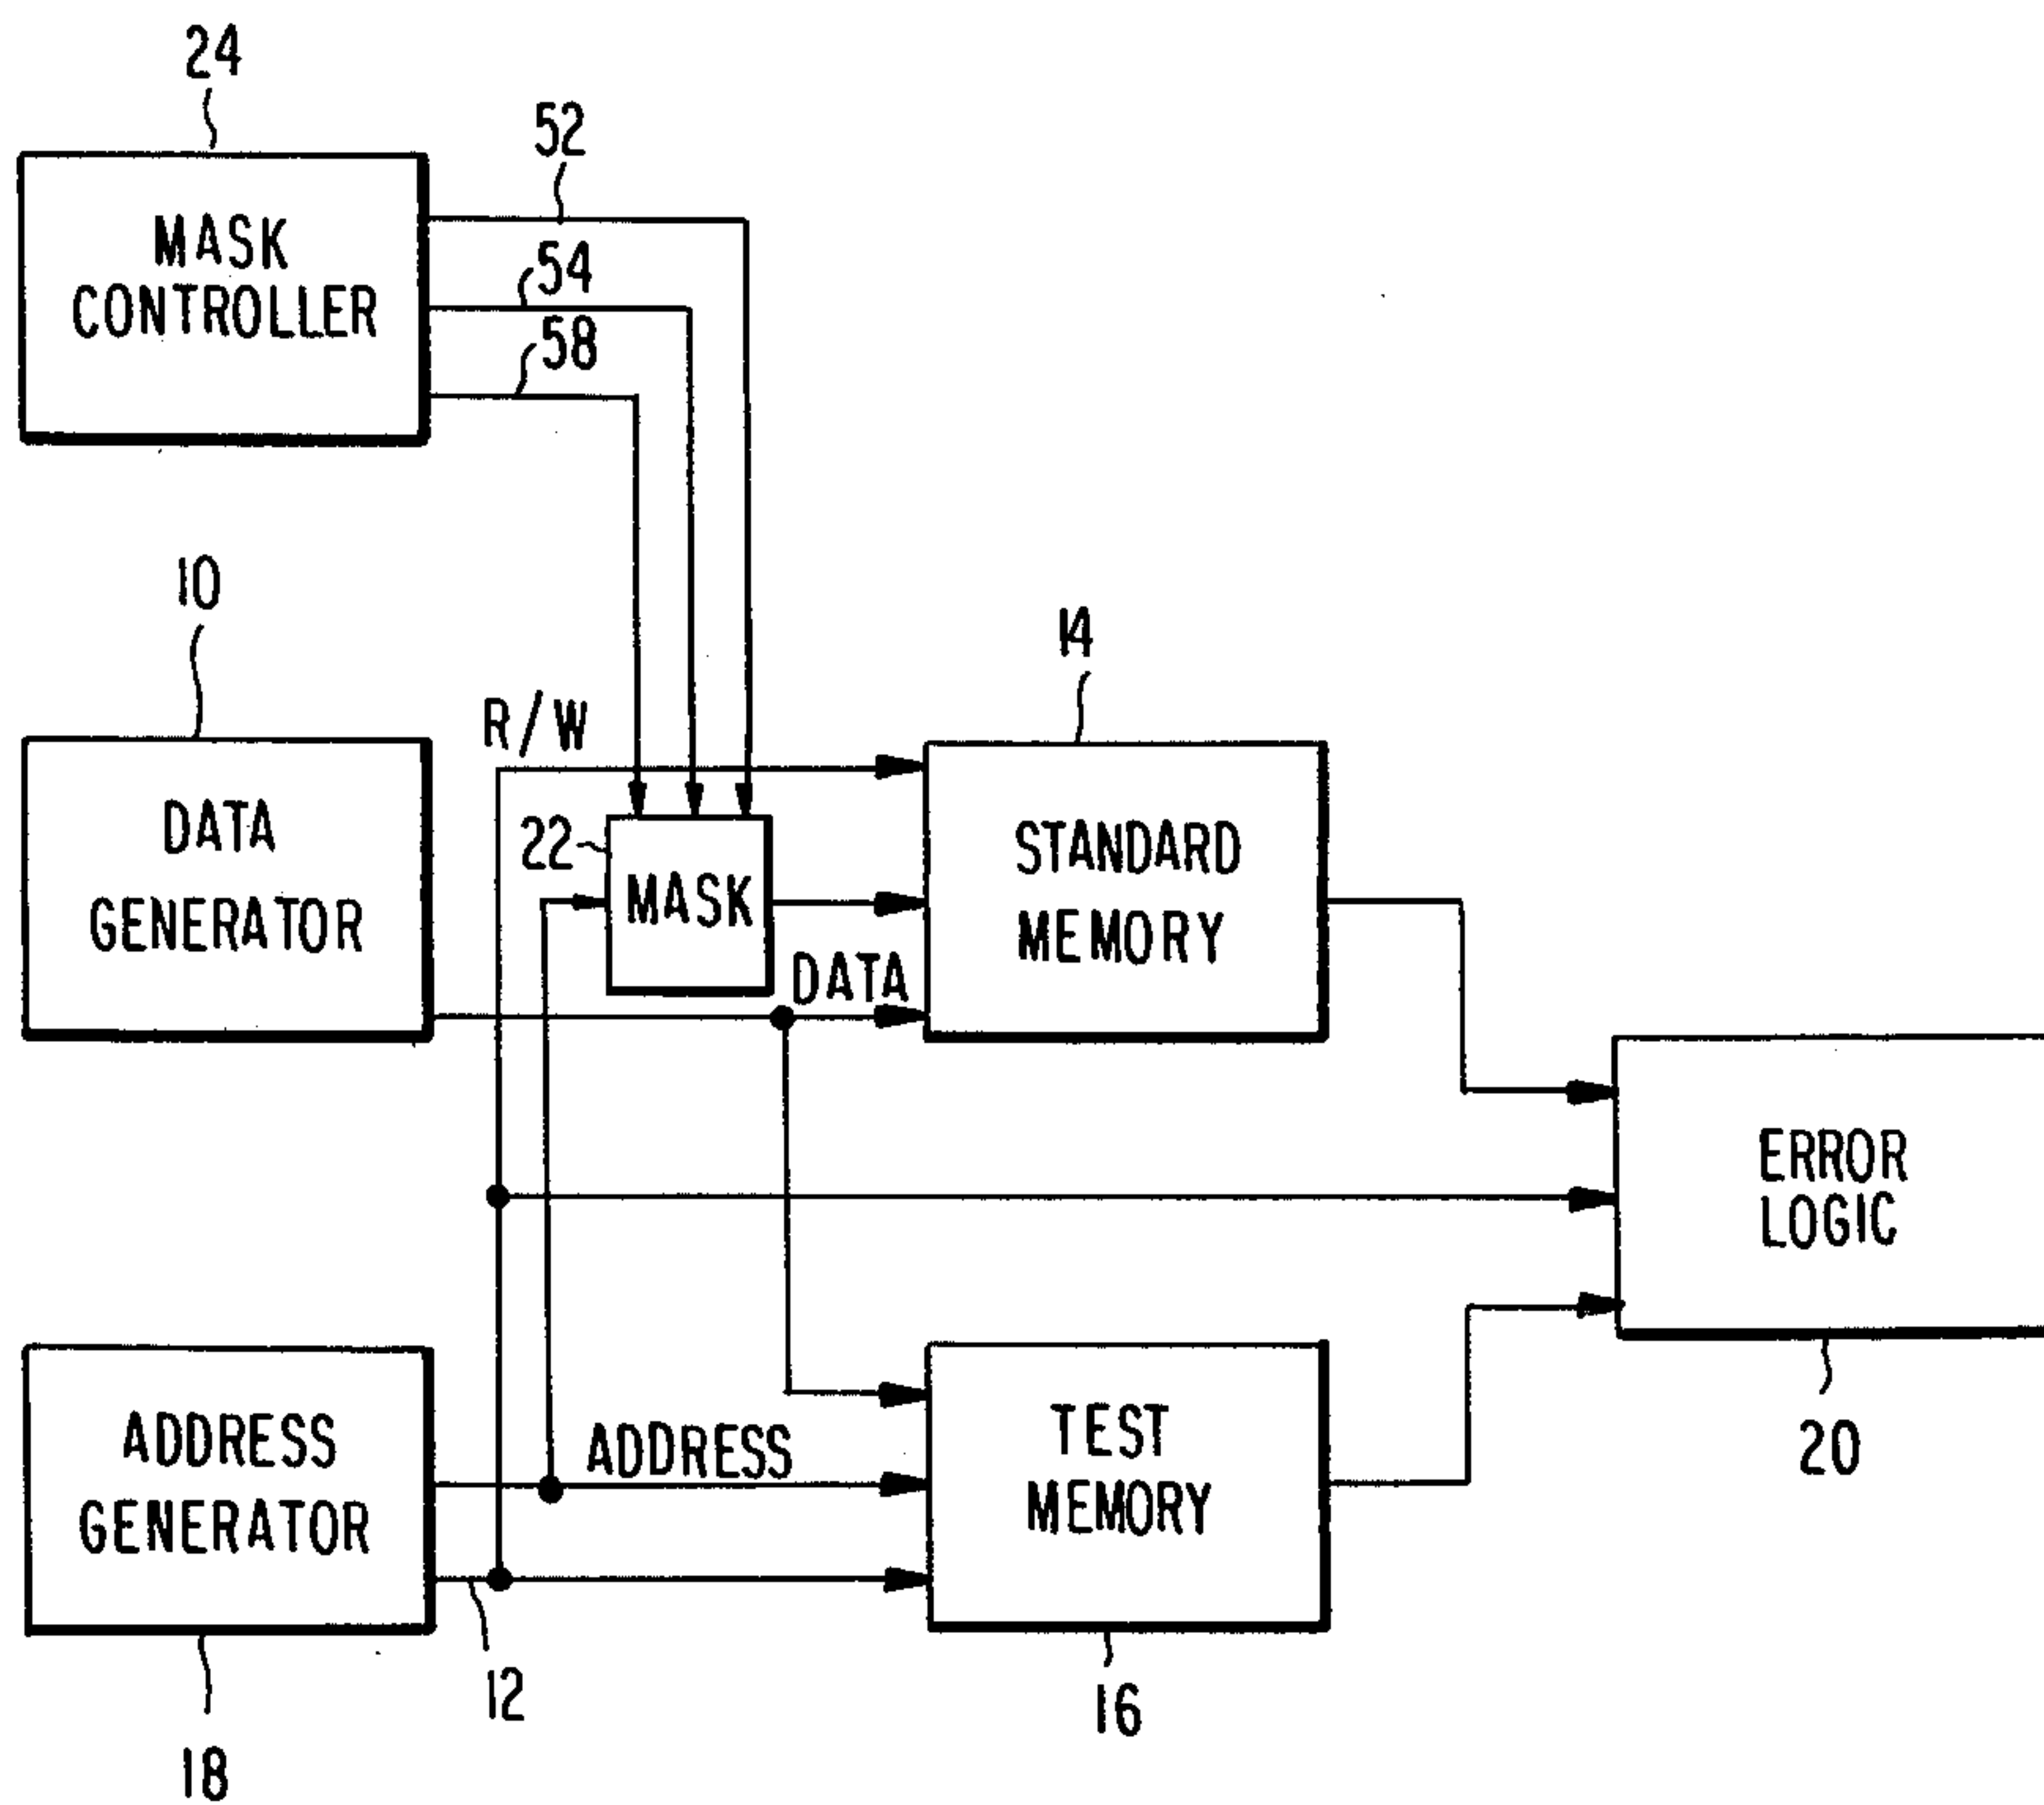 24
52
MASK
CONTROLLER
54
58
10
14
R/W
DATA
GENERATOR
22
MASK
STANDARD
MEMORY
DATA
ERROR
LOGIC
ADDRESS
GENERATOR
ADDRESS
TEST
MEMORY
20
12
16
18